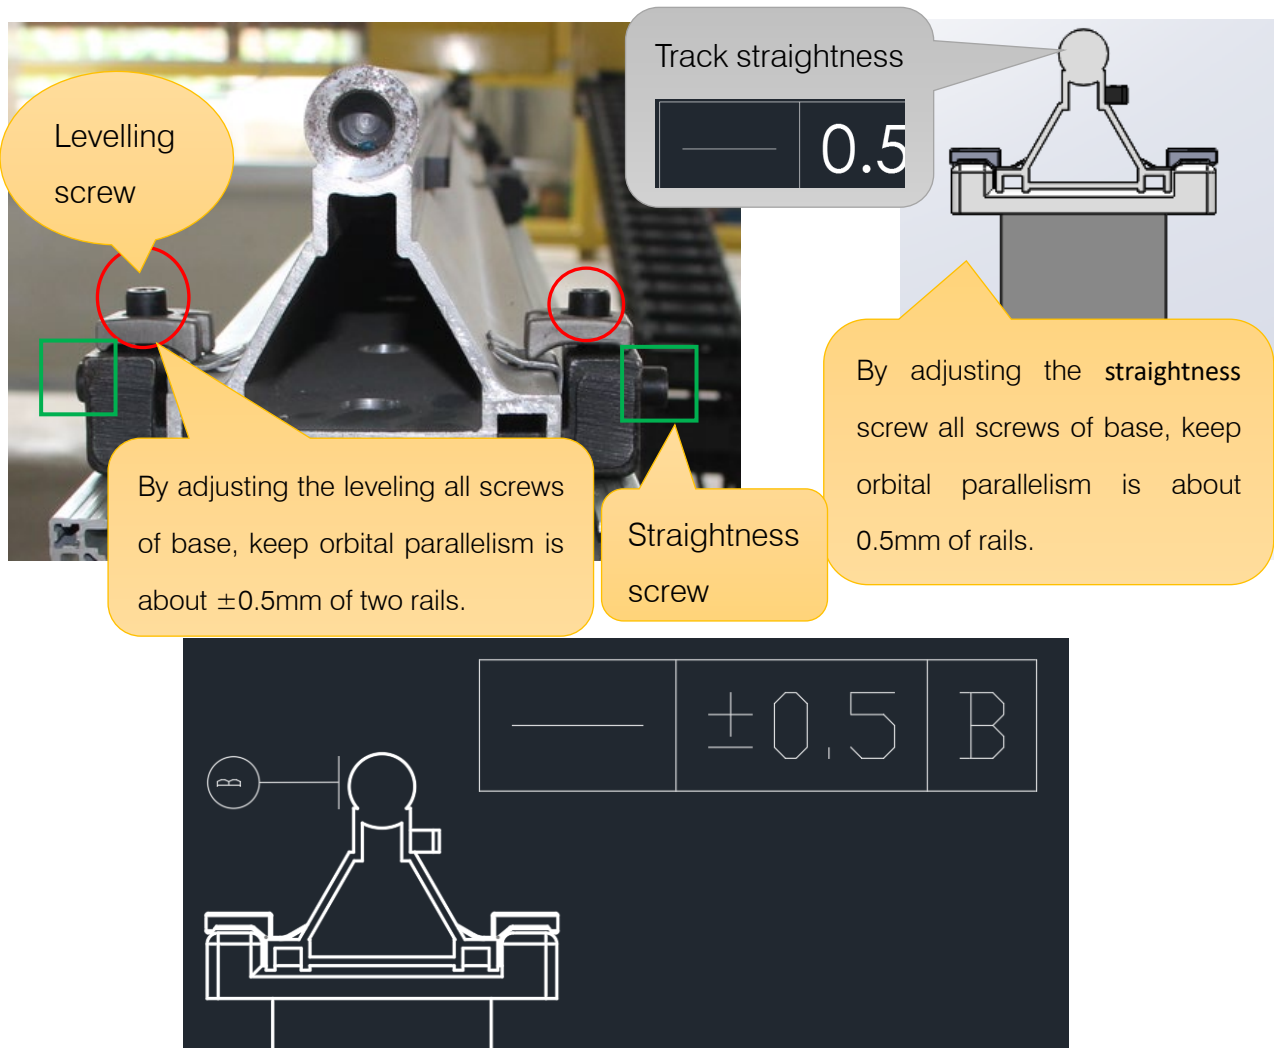 Levelling
screw
Track straightness
0.5
By adjusting the straightness
screw all screws of base, keep
orbital parallelism is about
0.5mm of rails.
By adjusting the leveling all screws
of base, keep orbital parallelism is
about ±0.5mm of two rails.
Straightness
screw
±0.5 B
B